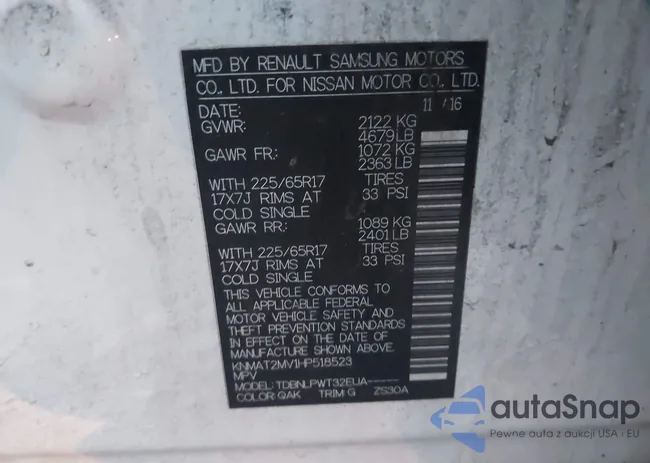 MFD BY RENAULT SAMSUNG MOTORS
CO., LTD. FOR NISSAN MOTOR CO., LTD.
DATE: 11 / 16
GVWR: 2122 KG
4679 LB
GAWR FR: 1072 KG
2363 LB
WITH 225/65R17 TIRES
17X7J RIMS AT 33 PSI
COLD SINGLE
GAWR RR: 1089 KG
2401 LB
WITH 225/65R17 TIRES
17X7J RIMS AT 33 PSI
COLD SINGLE
THIS VEHICLE CONFORMS TO
ALL APPLICABLE FEDERAL
MOTOR VEHICLE SAFETY AND
THEFT PREVENTION STANDARDS
IN EFFECT ON THE DATE OF
MANUFACTURE SHOWN ABOVE.
KNMAT2MV1HP518523
MPV
MODEL: TDBNLPWT32EUA-----
COLOR: QAK TRIM: G ZS30A
autoSnap
Pewne auta z aukcji USA i EU